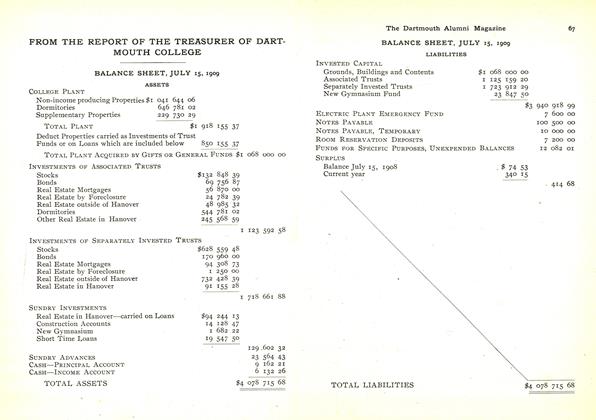 FROM THE REPORT OF THE TREASURER OF DART-
MOUTH COLLEGE
BALANCE SHEET, JULY 15, 1909
ASSETS
COLLEGE PLANT
Non-income producing Properties $1 041 644 06
Dormitories 646 781 02
Supplementary Properties 229 730 29
TOTAL PLANT $1 918 155 37
Deduct Properties carried as Investments of Trust
Funds or on Loans which are included below 850 155 37
TOTAL PLANT ACQUIRED BY GIFTS OR GENERAL FUNDS $1 068 000 00
INVESTMENTS OF ASSOCIATED TRUSTS
Stocks $132 848 39
Bonds 69 756 87
Real Estate Mortgages 56 870 00
Real Estate by Foreclosure 24 782 39
Real Estate outside of Hanover 48 985 32
Dormitories 544 781 02
Other Real Estate in Hanover 245 568 59
1 123 592 58
INVESTMENTS OF SEPARATELY INVESTED TRUSTS
Stocks $628 559 48
Bonds 170 960 00
Real Estate Mortgages 94 308 73
Real Estate by Foreclosure 1 250 00
Real Estate outside of Hanover 732 428 39
Real Estate in Hanover 91 155 28
1 718 661 88
SUNDRY INVESTMENTS
Real Estate in Hanover—carried on Loans $94 244 13
Construction Accounts 14 128 47
New Gymnasium 1 682 22
Short Time Loans 19 547 50
129 602 32
SUNDRY ADVANCES 23 564 43
CASH—PRINCIPAL ACCOUNT 9 162 21
CASH—INCOME ACCOUNT 6 132 26
TOTAL ASSETS $4 078 715 68
The Dartmouth Alumni Magazine 67
BALANCE SHEET, JULY 15, 1909
LIABILITIES
INVESTED CAPITAL
Grounds, Buildings and Contents $1 068 000 00
Associated Trusts 1 125 159 20
Separately Invested Trusts 1 723 912 29
New Gymnasium Fund 23 847 50
$3 940 918 99
ELECTRIC PLANT EMERGENCY FUND 7 600 00
NOTES PAYABLE 100 500 00
NOTES PAYABLE, TEMPORARY 10 000 00
ROOM RESERVATION DEPOSITS 7 200 00
FUNDS FOR SPECIFIC PURPOSES, UNEXPENDED BALANCES 12 082 01
SURPLUS
Balance July 15, 1908 $ 74 53
Current year 340 15
414 68
TOTAL LIABILITIES $4 078 715 68